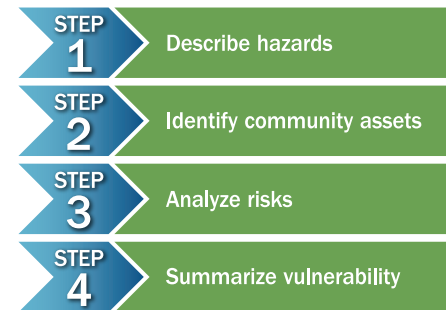 STEP
1
Describe hazards
STEP
2
Identify community assets
STEP
3
Analyze risks
STEP
4
Summarize vulnerability